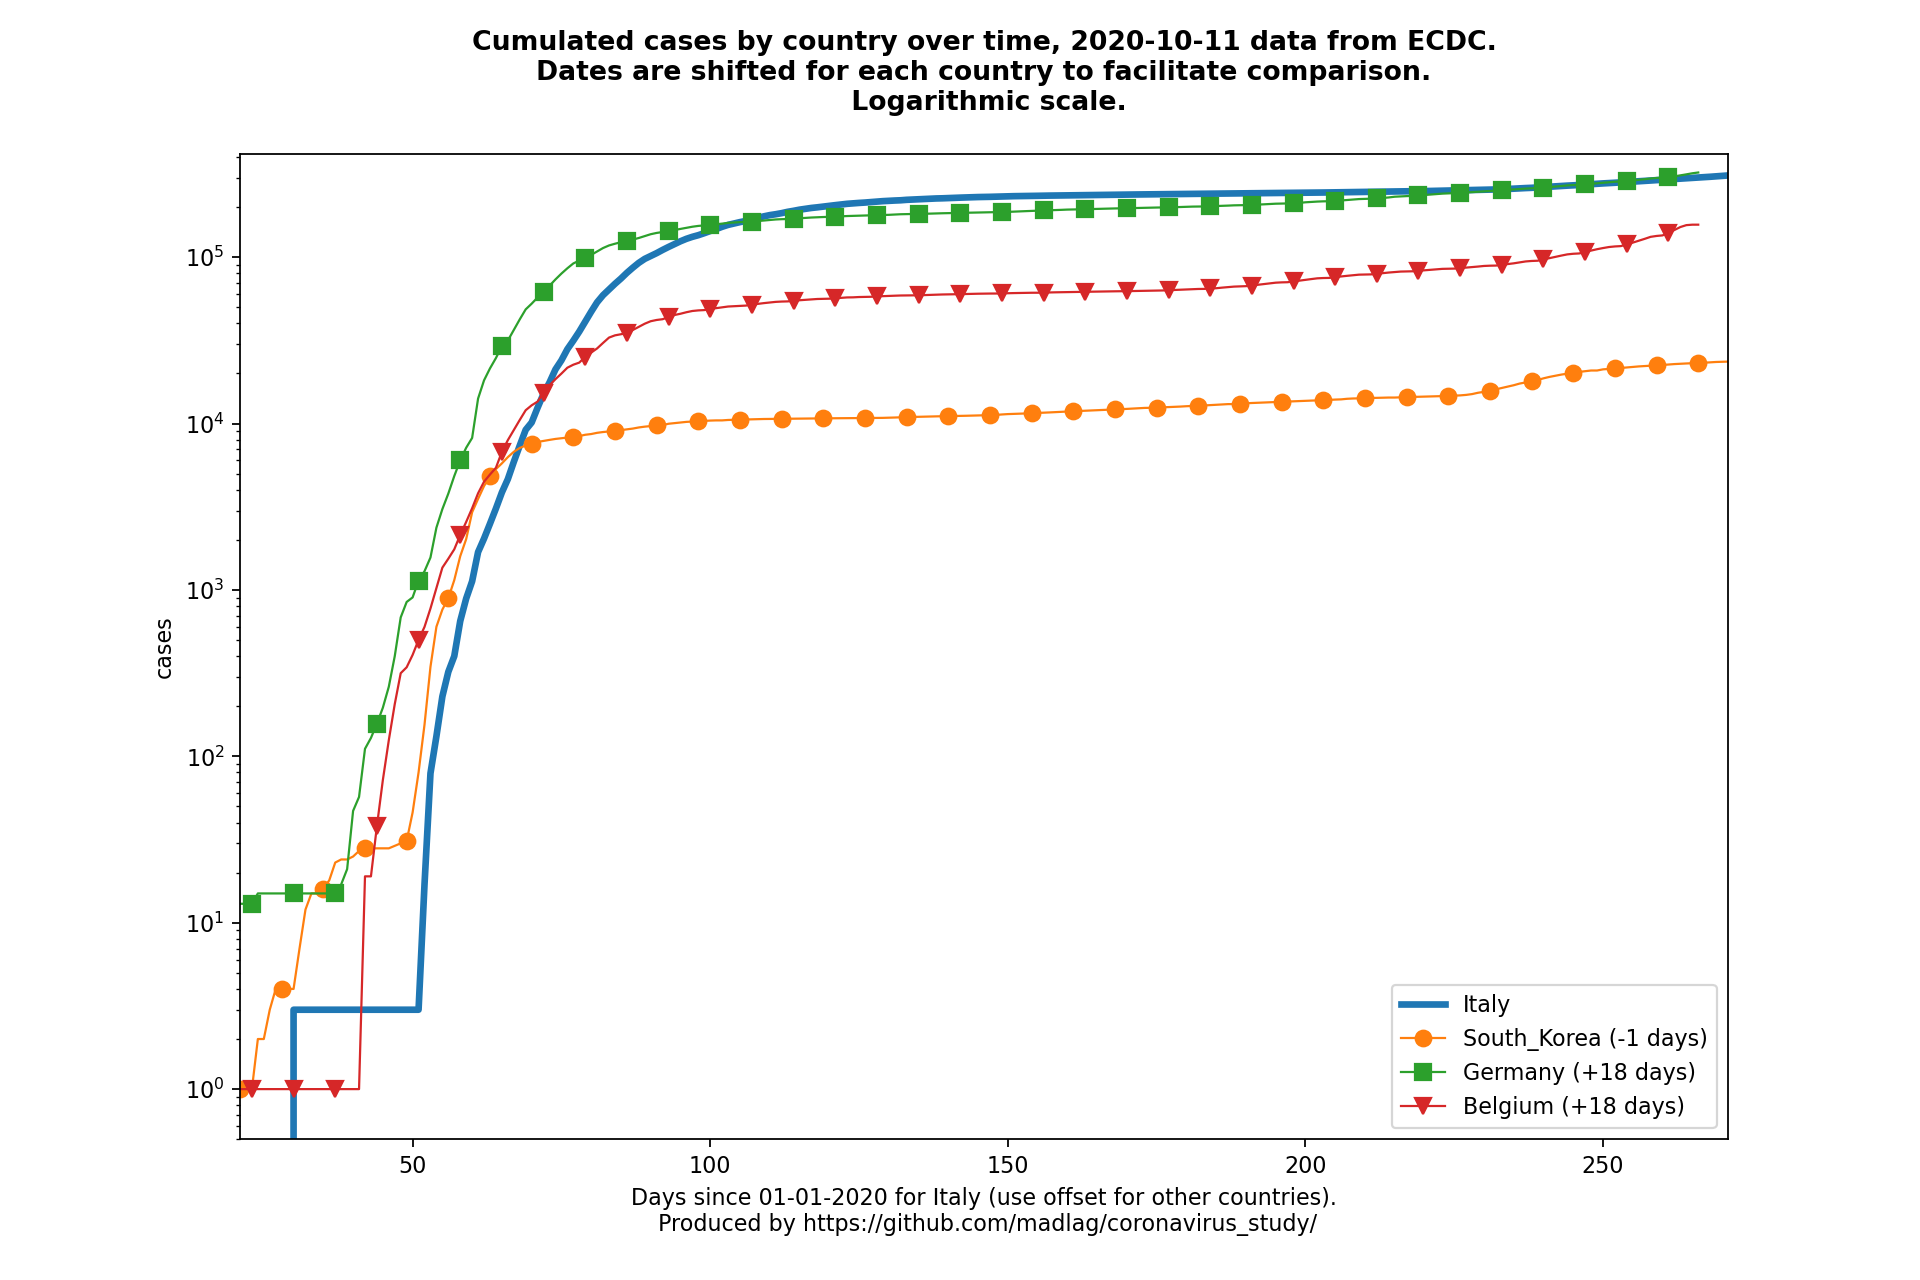 Cumulated cases by country over time, 2020-10-11 data from ECDC.
Dates are shifted for each country to facilitate comparison.
Logarithmic scale.
10^5
10^4
10^3
10^2
10^1
10^0
cases
Italy
South_Korea (-1 days)
Germany (+18 days)
Belgium (+18 days)
50 100 150 200 250
Days since 01-01-2020 for Italy (use offset for other countries).
Produced by https://github.com/madlag/coronavirus_study/